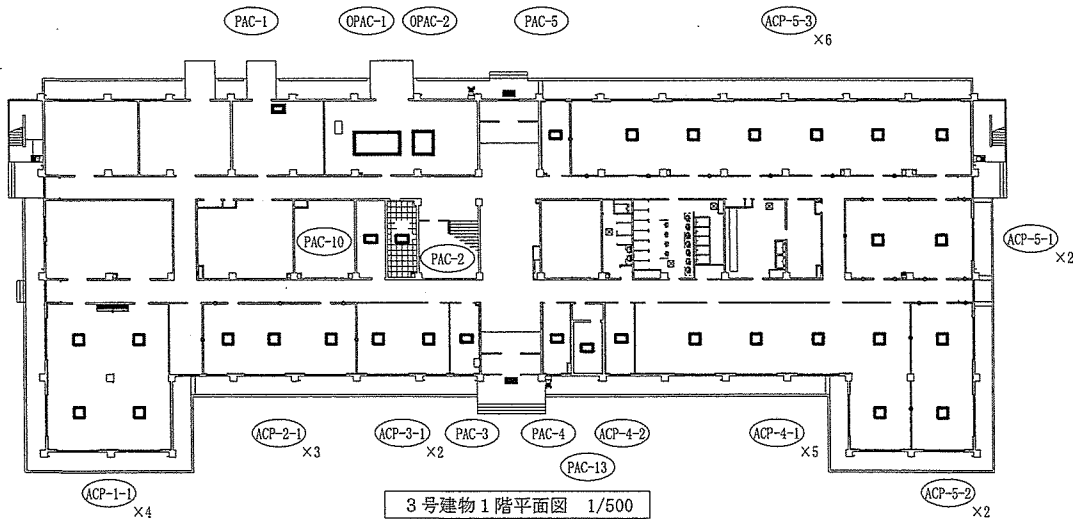 PAC-1 OPAC-1 OPAC-2 PAC-5 ACP-5-3
×6
PAC-10 PAC-2 ACP-5-1
×2
ACP-2-1 ACP-3-1 PAC-3 PAC-4 ACP-4-2 ACP-4-1
×3 ×2 ×5
PAC-13
ACP-1-1 ACP-5-2
×4 ×2
3号建物1階平面図 1/500